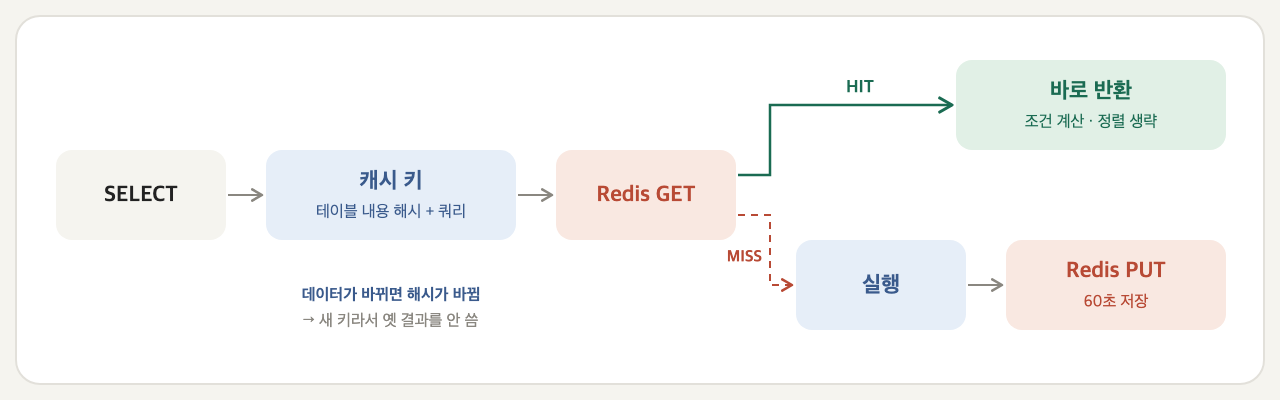 SELECT
캐시 키
테이블 내용 해시 + 쿼리
데이터가 바뀌면 해시가 바뀜
→ 새 키라서 옛 결과를 안 씀
Redis GET
HIT
바로 반환
조건 계산 · 정렬 생략
MISS
실행
Redis PUT
60초 저장